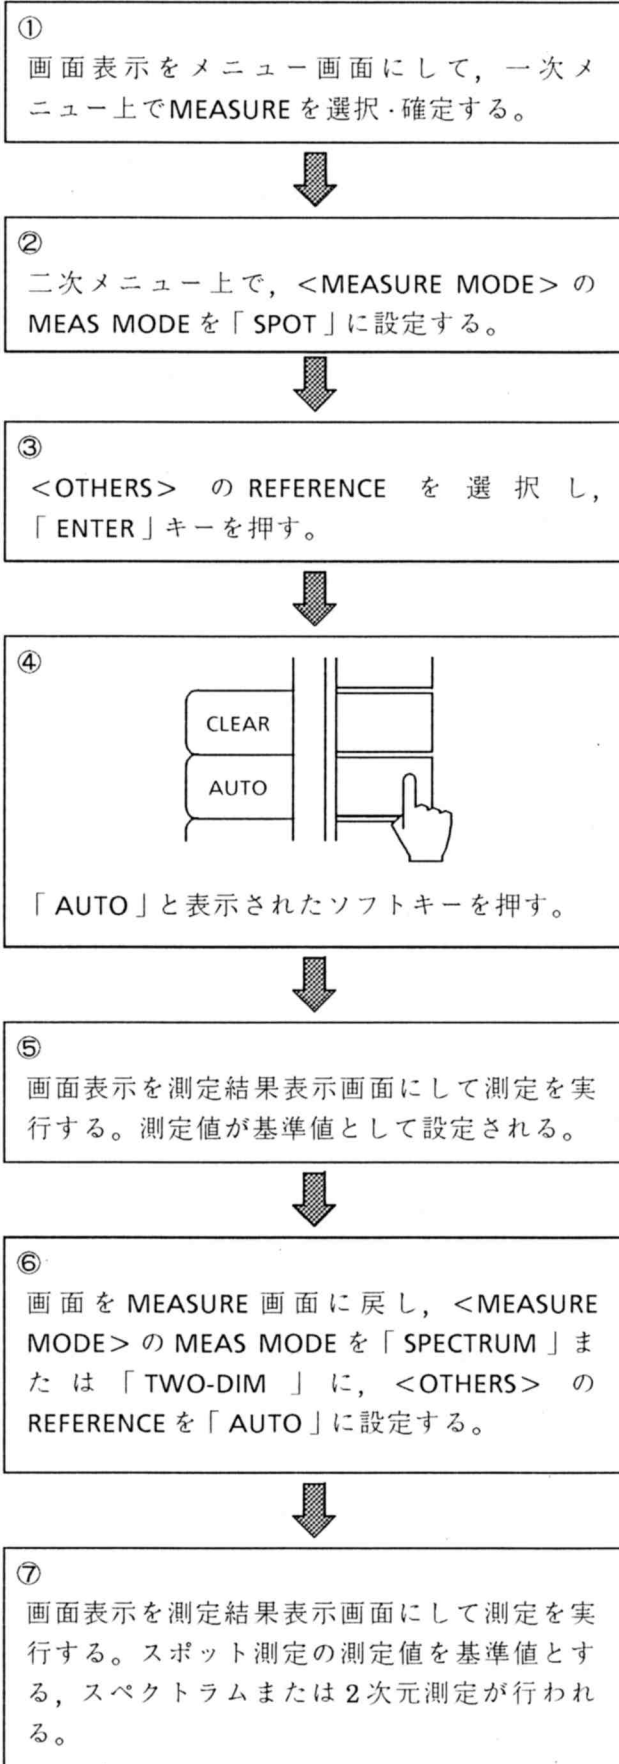 ①
画面表示をメニュー画面にして，一次メ
ニュー上でMEASUREを選択・確定する。
②
二次メニュー上で，＜MEASURE MODE＞の
MEAS MODEを「SPOT」に設定する。
③
＜OTHERS＞ の REFERENCE を 選 択 し，
「ENTER」キーを押す。
④
CLEAR
AUTO
「AUTO」と表示されたソフトキーを押す。
⑤
画面表示を測定結果表示画面にして測定を実
行する。測定値が基準値として設定される。
⑥
画面をMEASURE画面に戻し，＜MEASURE
MODE＞のMEAS MODEを「SPECTRUM」ま
たは「TWO-DIM」に，＜OTHERS＞の
REFERENCEを「AUTO」に設定する。
⑦
画面表示を測定結果表示画面にして測定を実
行する。スポット測定の測定値を基準値とす
る，スペクトラムまたは2次元測定が行われ
る。